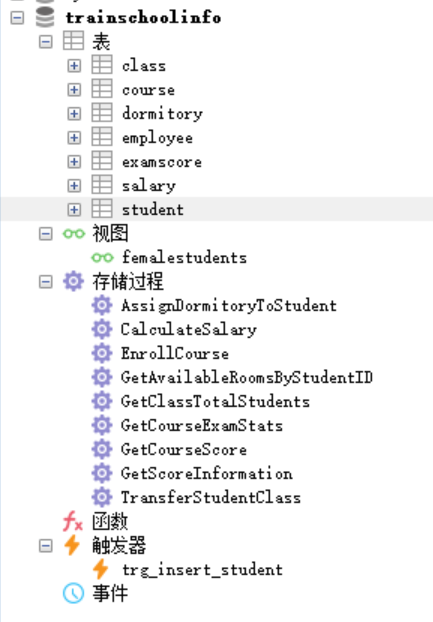 trainschoolinfo
表
class
course
dormitory
employee
examscore
salary
student
视图
femalestudents
存储过程
AssignDormitoryToStudent
CalculateSalary
EnrollCourse
GetAvailableRoomsByStudentID
GetClassTotalStudents
GetCourseExamStats
GetCourseScore
GetScoreInformation
TransferStudentClass
fx 函数
触发器
trg_insert_student
事件